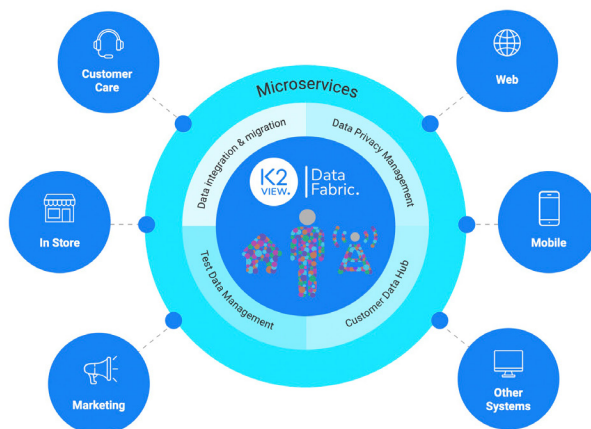 Customer
Care
Web
Microservices
Data integration & migration
Data Privacy Management
K2
VIEW.
Data
Fabric.
In Store
Mobile
Test Data Management
Customer Data Hub
Marketing
Other
Systems